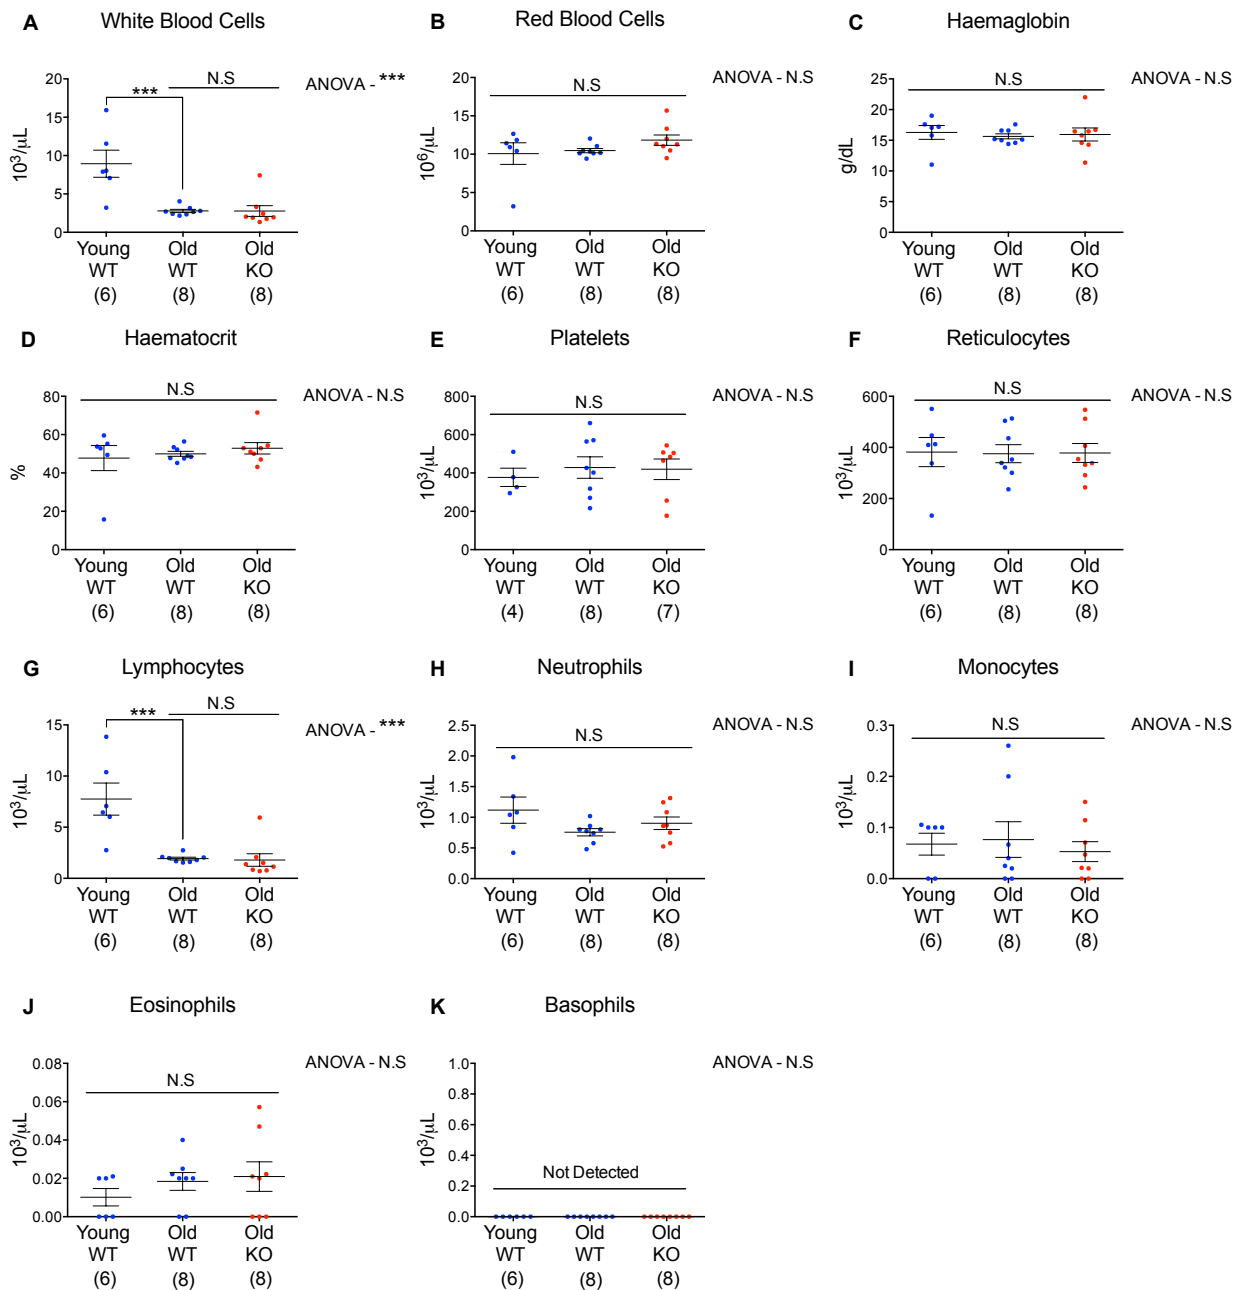 A White Blood Cells
ANOVA - ***
N.S
***
20
15
10
5
0
10³/µL
Young WT (6)
Old WT (8)
Old KO (8)
B Red Blood Cells
ANOVA - N.S
N.S
20
15
10
5
0
10⁶/µL
Young WT (6)
Old WT (8)
Old KO (8)
C Haemaglobin
ANOVA - N.S
N.S
25
20
15
10
5
0
g/dL
Young WT (6)
Old WT (8)
Old KO (8)
D Haematocrit
ANOVA - N.S
N.S
80
60
40
20
0
%
Young WT (6)
Old WT (8)
Old KO (8)
E Platelets
ANOVA - N.S
N.S
800
600
400
200
0
10³/µL
Young WT (4)
Old WT (8)
Old KO (7)
F Reticulocytes
ANOVA - N.S
N.S
600
400
200
0
10³/µL
Young WT (6)
Old WT (8)
Old KO (8)
G Lymphocytes
ANOVA - ***
N.S
***
15
10
5
0
10³/µL
Young WT (6)
Old WT (8)
Old KO (8)
H Neutrophils
ANOVA - N.S
N.S
2.5
2.0
1.5
1.0
0.5
0.0
10³/µL
Young WT (6)
Old WT (8)
Old KO (8)
I Monocytes
ANOVA - N.S
N.S
0.3
0.2
0.1
0.0
10³/µL
Young WT (6)
Old WT (8)
Old KO (8)
J Eosinophils
ANOVA - N.S
N.S
0.08
0.06
0.04
0.02
0.00
10³/µL
Young WT (6)
Old WT (8)
Old KO (8)
K Basophils
ANOVA - N.S
Not Detected
1.0
0.8
0.6
0.4
0.2
0.0
10³/µL
Young WT (6)
Old WT (8)
Old KO (8)